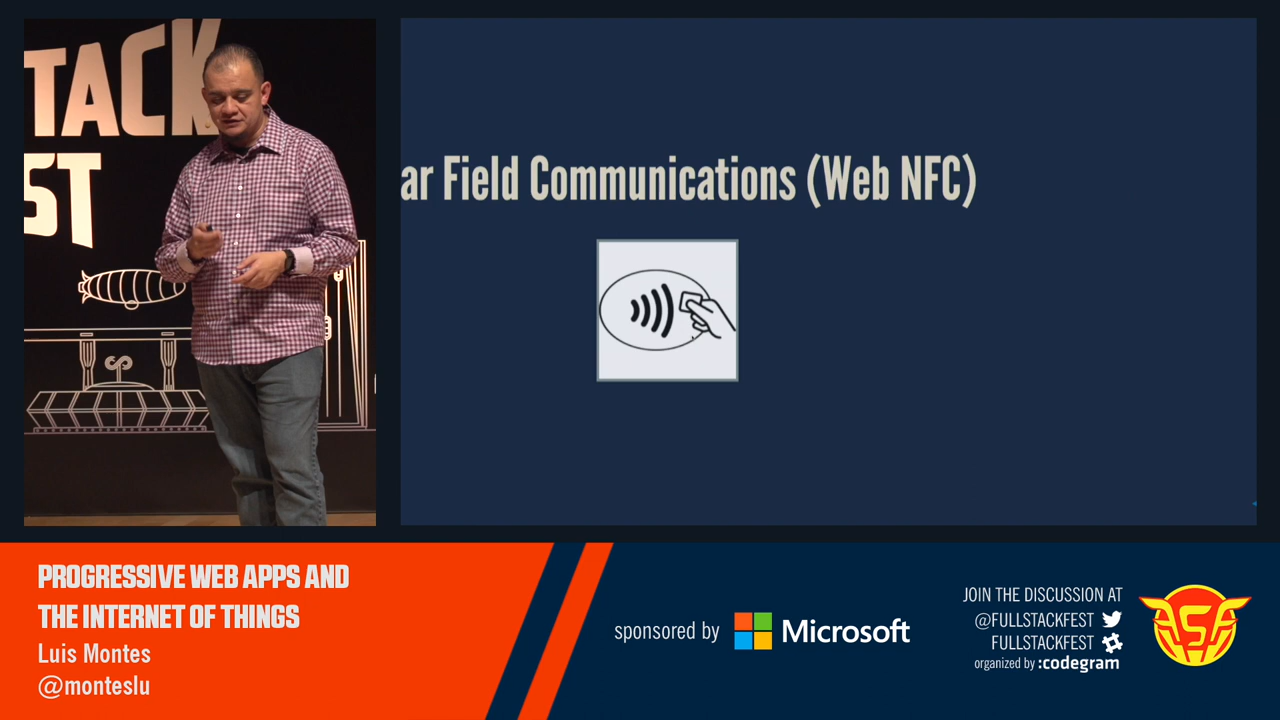 TACK
ST
ar Field Communications (Web NFC)
PROGRESSIVE WEB APPS AND
THE INTERNET OF THINGS
Luis Montes
@monteslu
sponsored by Microsoft
JOIN THE DISCUSSION AT
@FULLSTACKFEST
FULLSTACKFEST
organized by :codegram
FSF